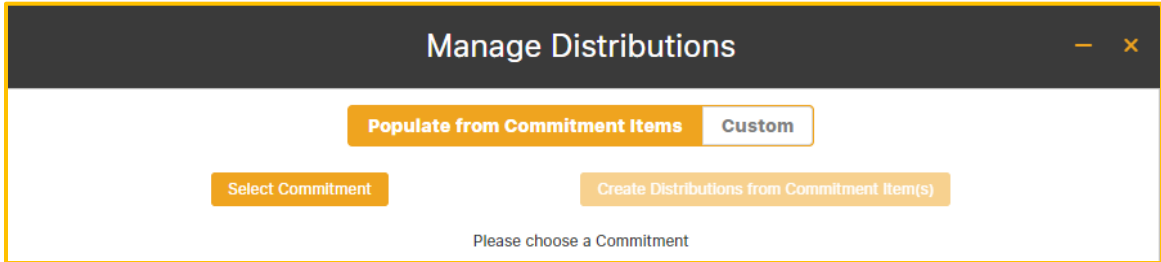 Manage Distributions
Populate from Commitment Items Custom
Select Commitment Create Distributions from Commitment Item(s)
Please choose a Commitment